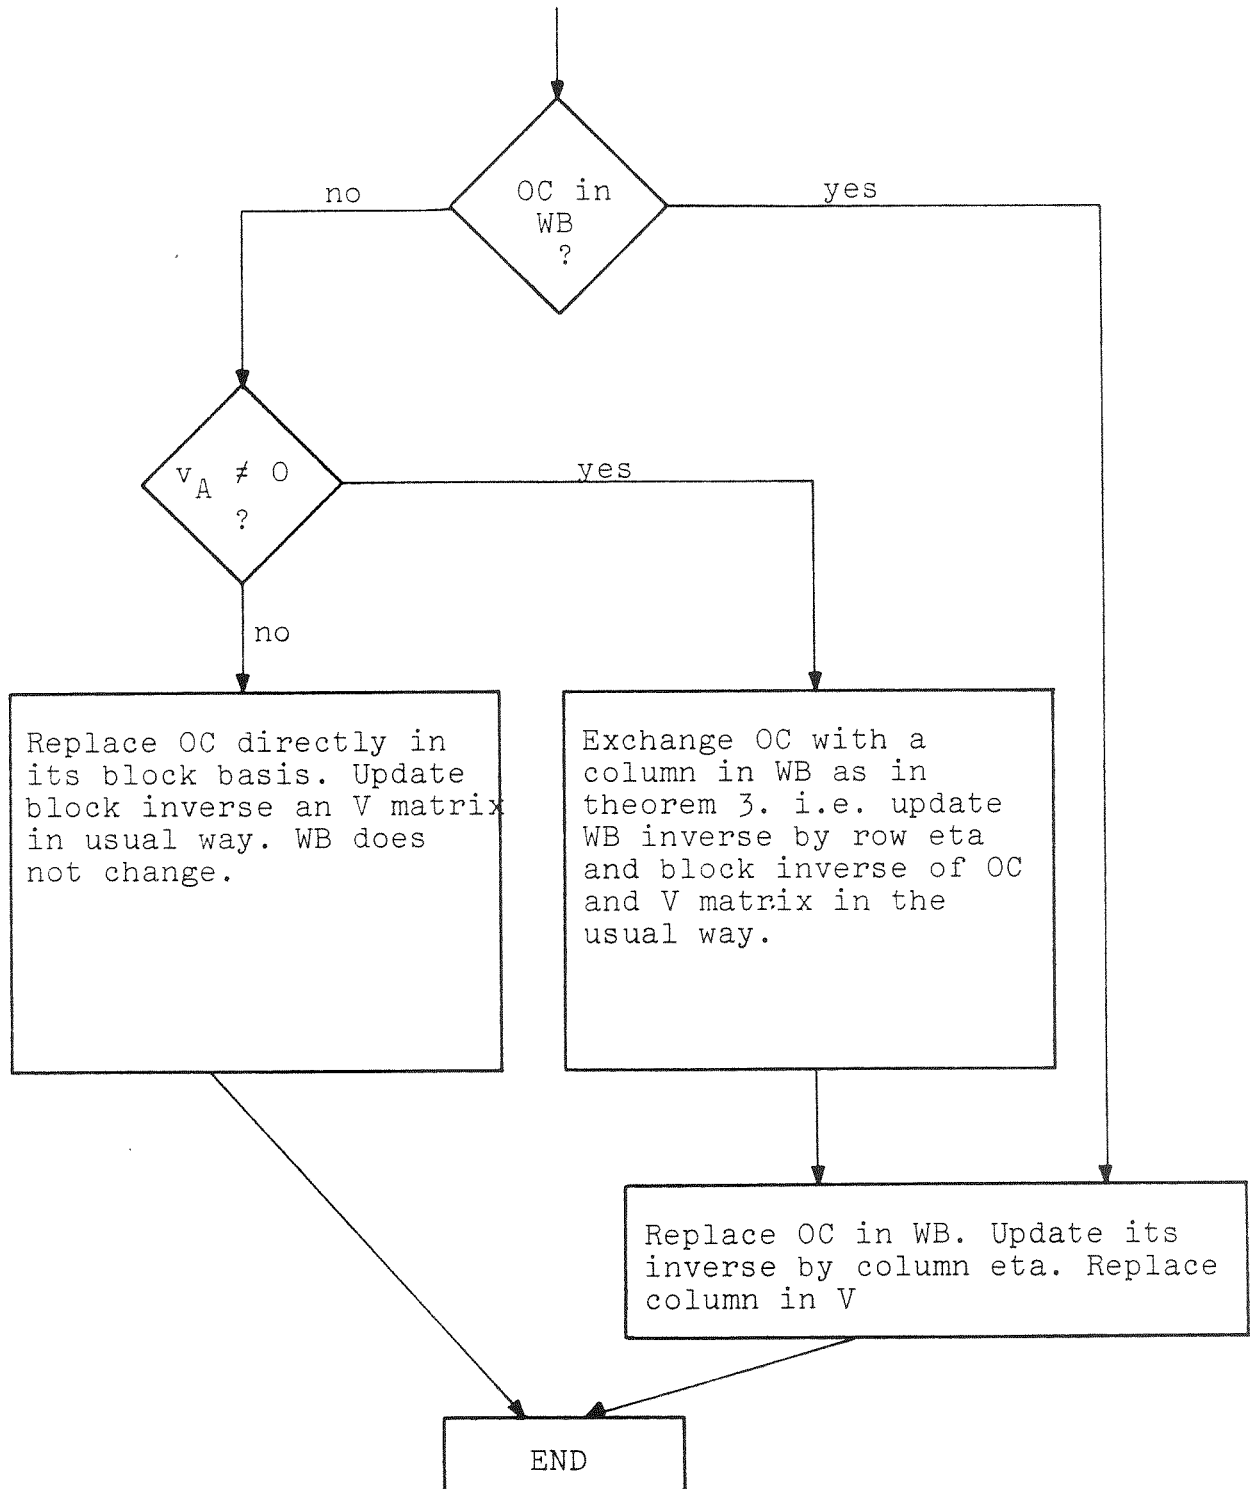 OC in
WB
?
no
yes
v_A ≠ 0
?
yes
no
Replace OC directly in
its block basis. Update
block inverse an V matrix
in usual way. WB does
not change.
Exchange OC with a
column in WB as in
theorem 3. i.e. update
WB inverse by row eta
and block inverse of OC
and V matrix in the
usual way.
Replace OC in WB. Update its
inverse by column eta. Replace
column in V
END